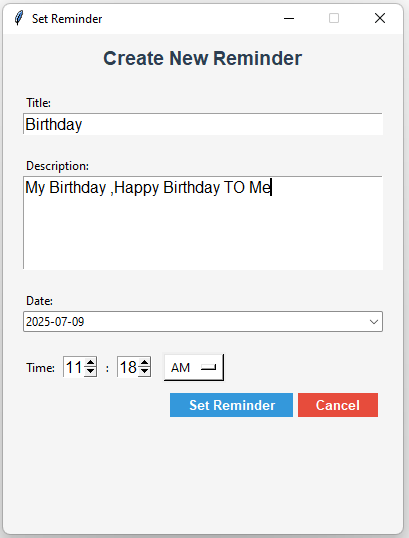 Set Reminder
Create New Reminder
Title:
Birthday
Description:
My Birthday ,Happy Birthday TO Me
Date:
2025-07-09
Time: 11 : 18 AM
Set Reminder Cancel